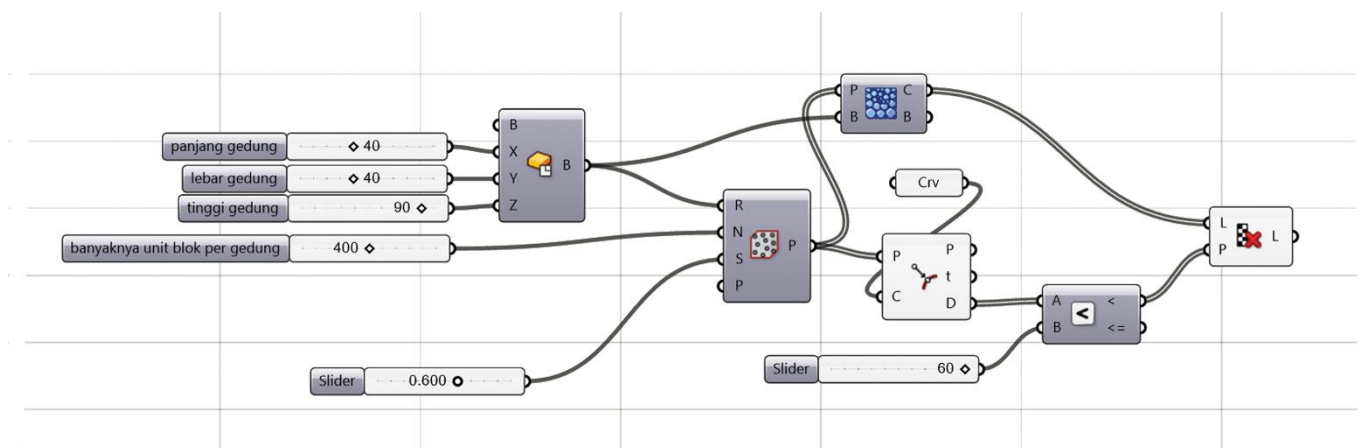 panjang gedung 40
lebar gedung 40
tinggi gedung 90
banyaknya unit blok per gedung 400
B
X
Y
Z
B
Slider 0.600
R
N
S
P
P
P
B
C
B
Crv
P
C
P
t
D
Slider 60
A
B
<
<=
L
P
L